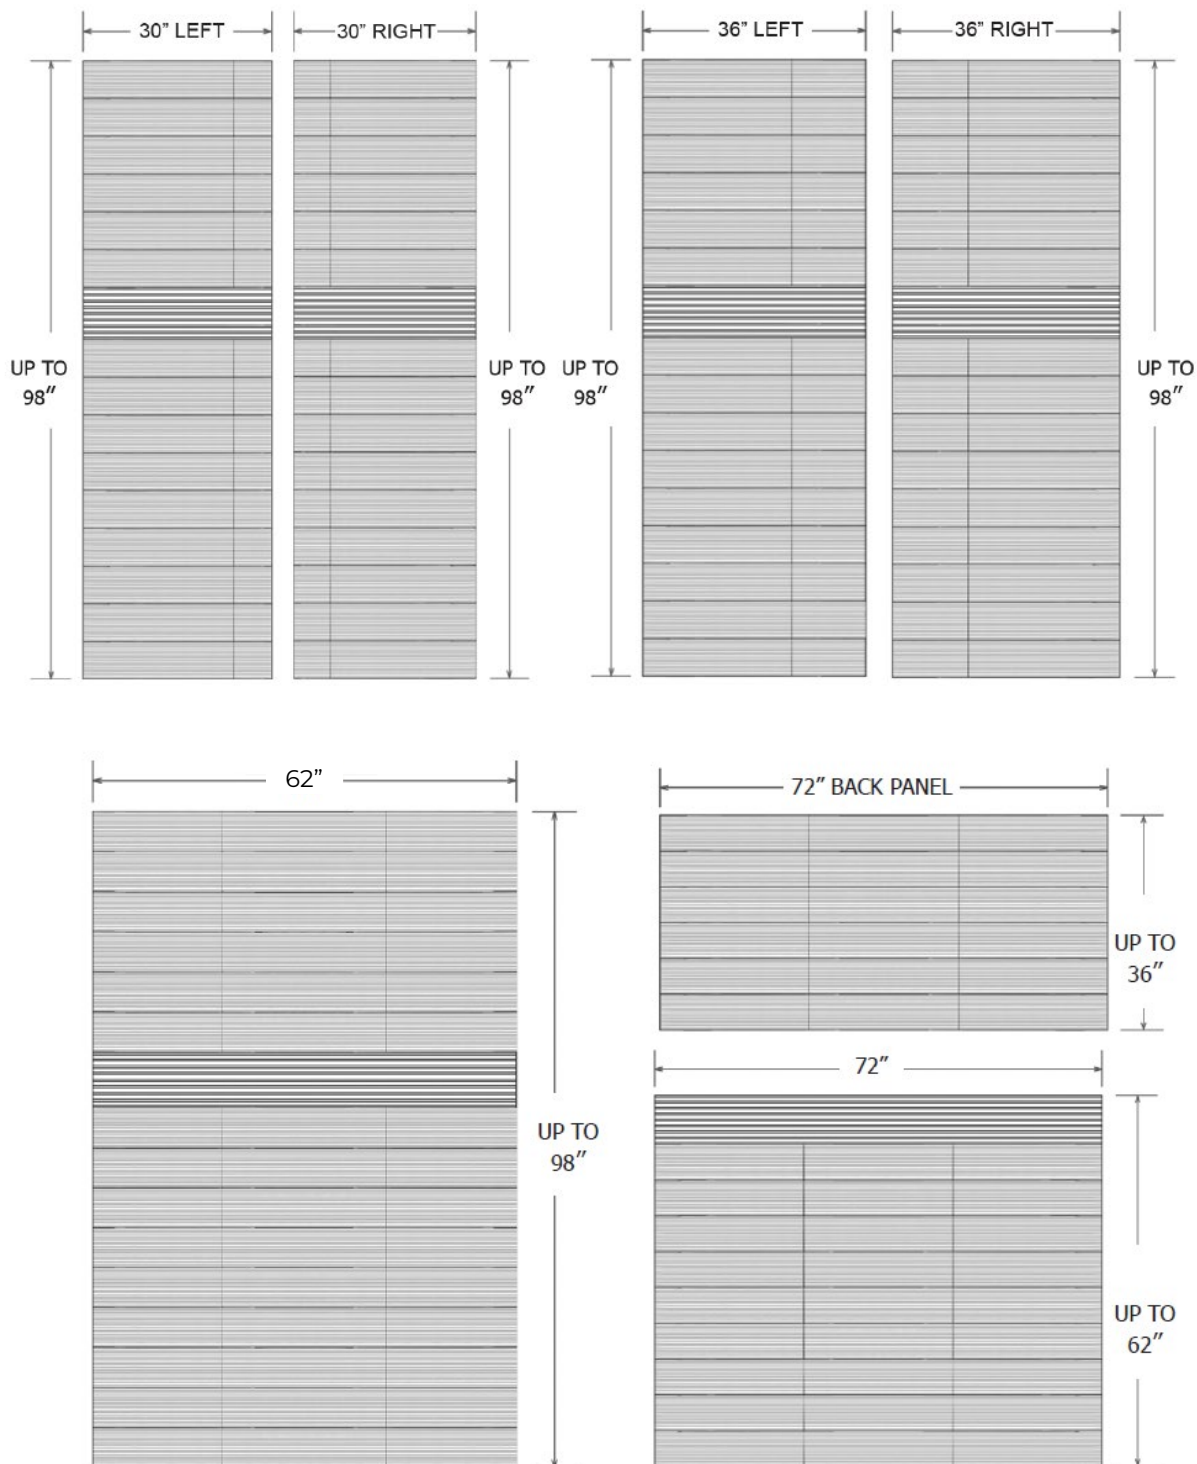 30” LEFT
30” RIGHT
36” LEFT
36” RIGHT
UP TO
98”
UP TO
98”
UP TO
98”
UP TO
98”
62”
72” BACK PANEL
UP TO
36”
72”
UP TO
98”
UP TO
62”